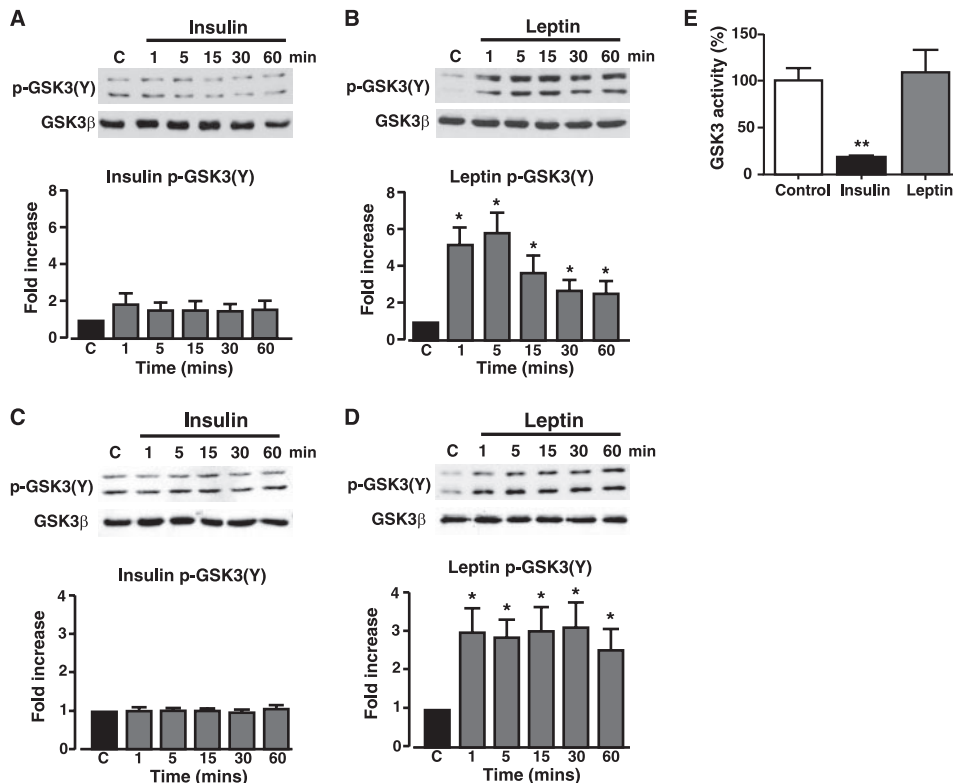 A
Insulin
C 1 5 15 30 60 min
p-GSK3(Y)
GSK3β
Insulin p-GSK3(Y)
Fold increase
8
6
4
2
0
C 1 5 15 30 60
Time (mins)
B
Leptin
C 1 5 15 30 60 min
p-GSK3(Y)
GSK3β
Leptin p-GSK3(Y)
Fold increase
8
6
4
2
0
* * * * *
C 1 5 15 30 60
Time (mins)
E
GSK3 activity (%)
150
100
50
0
**
Control Insulin Leptin
C
Insulin
C 1 5 15 30 60 min
p-GSK3(Y)
GSK3β
Insulin p-GSK3(Y)
Fold increase
4
3
2
1
0
C 1 5 15 30 60
Time (mins)
D
Leptin
C 1 5 15 30 60 min
p-GSK3(Y)
GSK3β
Leptin p-GSK3(Y)
Fold increase
4
3
2
1
0
* * * * *
C 1 5 15 30 60
Time (mins)